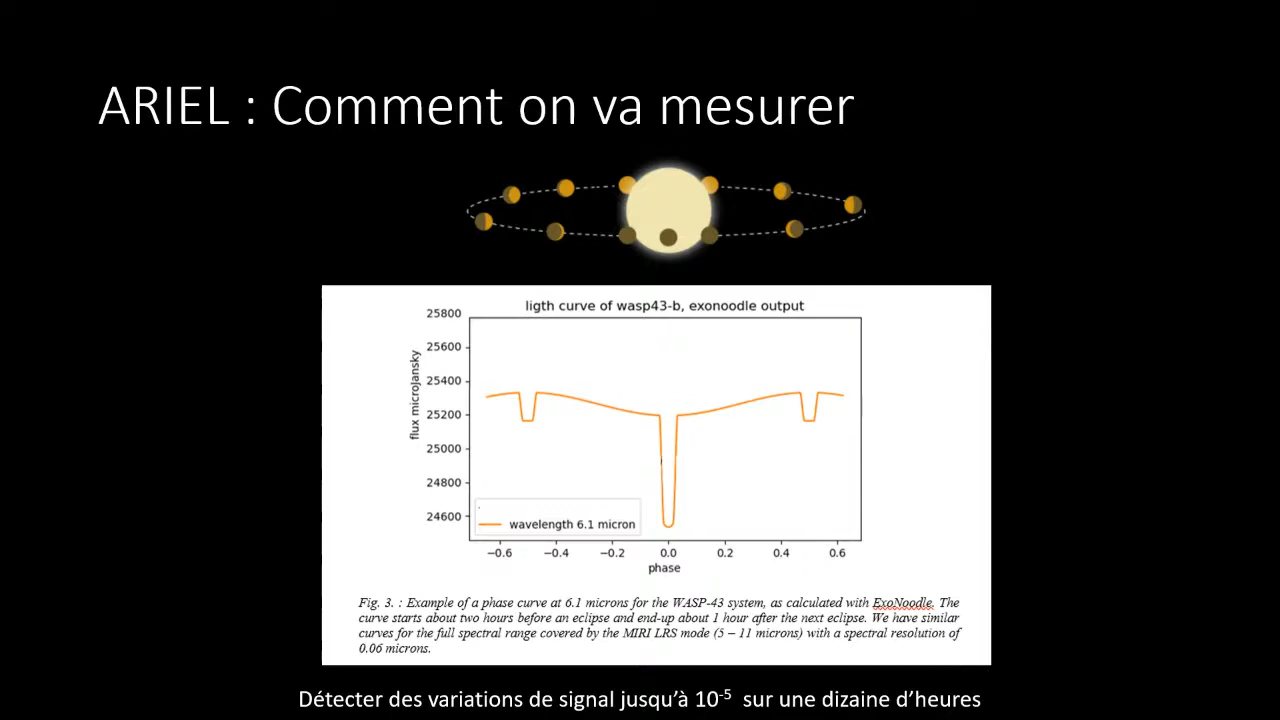 ARIEL : Comment on va mesurer
ligth curve of wasp43-b, exonoodle output
flux microjansky
25800
25600
25400
25200
25000
24800
24600
wavelength 6.1 micron
−0.6 −0.4 −0.2 0.0 0.2 0.4 0.6
phase
Fig. 3. : Example of a phase curve at 6.1 microns for the WASP-43 system, as calculated with ExoNoodle. The
curve starts about two hours before an eclipse and end-up about 1 hour after the next eclipse. We have similar
curves for the full spectral range covered by the MIRI LRS mode (5 – 11 microns) with a spectral resolution of
0.06 microns.
Détecter des variations de signal jusqu'à 10⁻⁵ sur une dizaine d'heures